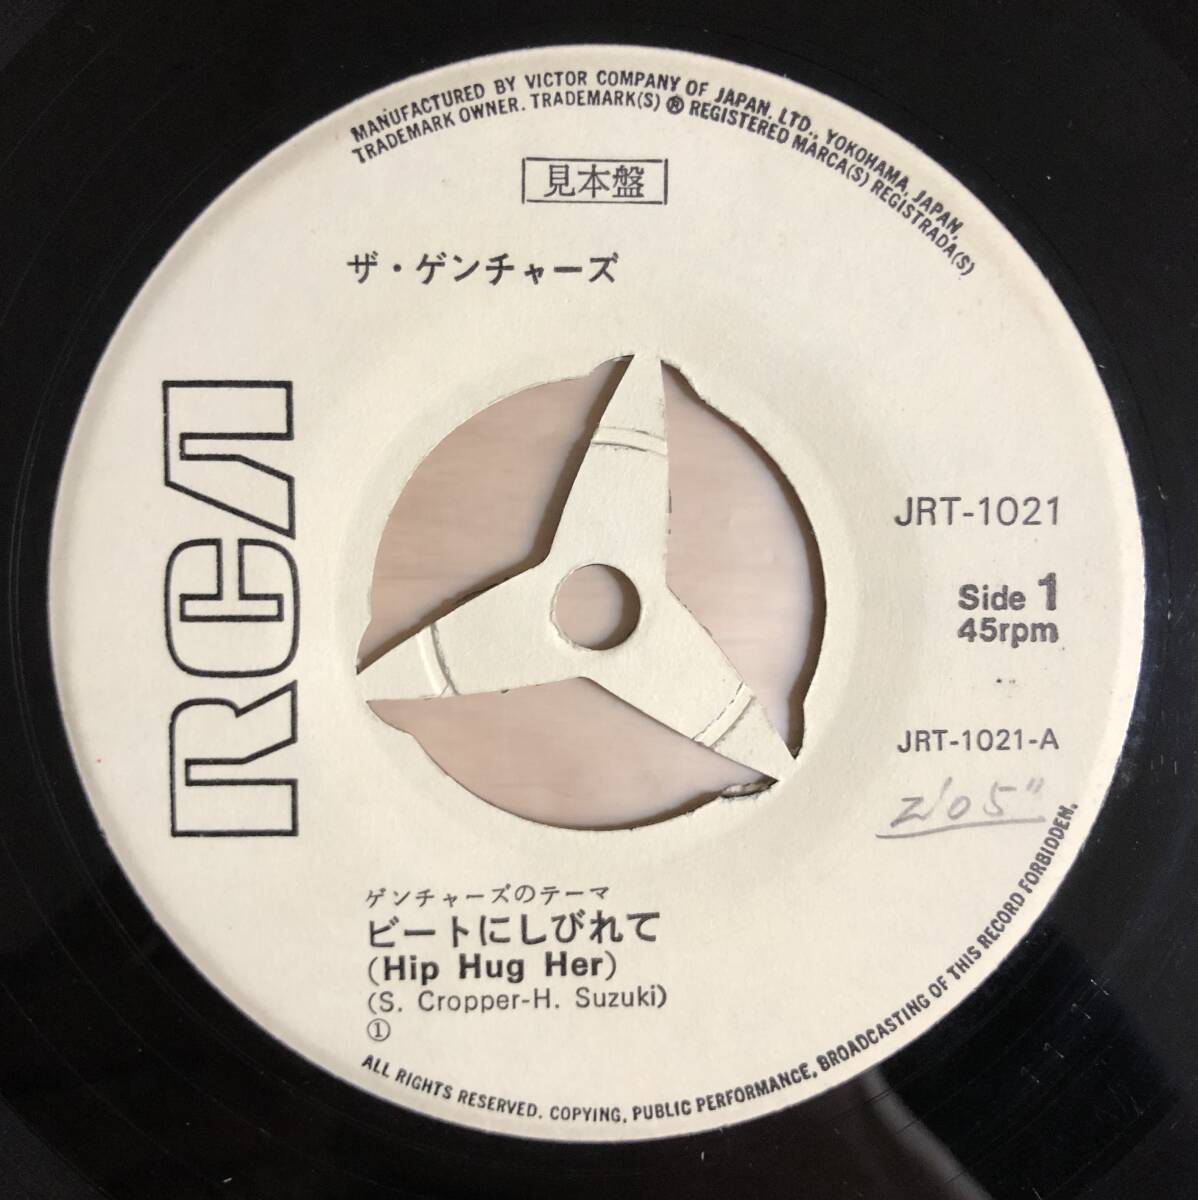 MANUFACTURED BY VICTOR COMPANY OF JAPAN, LTD., YOKOHAMA, JAPAN,
TRADEMARK OWNER. TRADEMARK(S) ® REGISTERED MARCA(S) REGISTRADA(S)
見本盤
ザ・ゲンチャーズ
RCA
JRT-1021
Side 1
45rpm
JRT-1021-A
2'05"
ゲンチャーズのテーマ
ビートにしびれて
(Hip Hug Her)
(S. Cropper-H. Suzuki)
①
ALL RIGHTS RESERVED. COPYING, PUBLIC PERFORMANCE, BROADCASTING OF THIS RECORD FORBIDDEN.